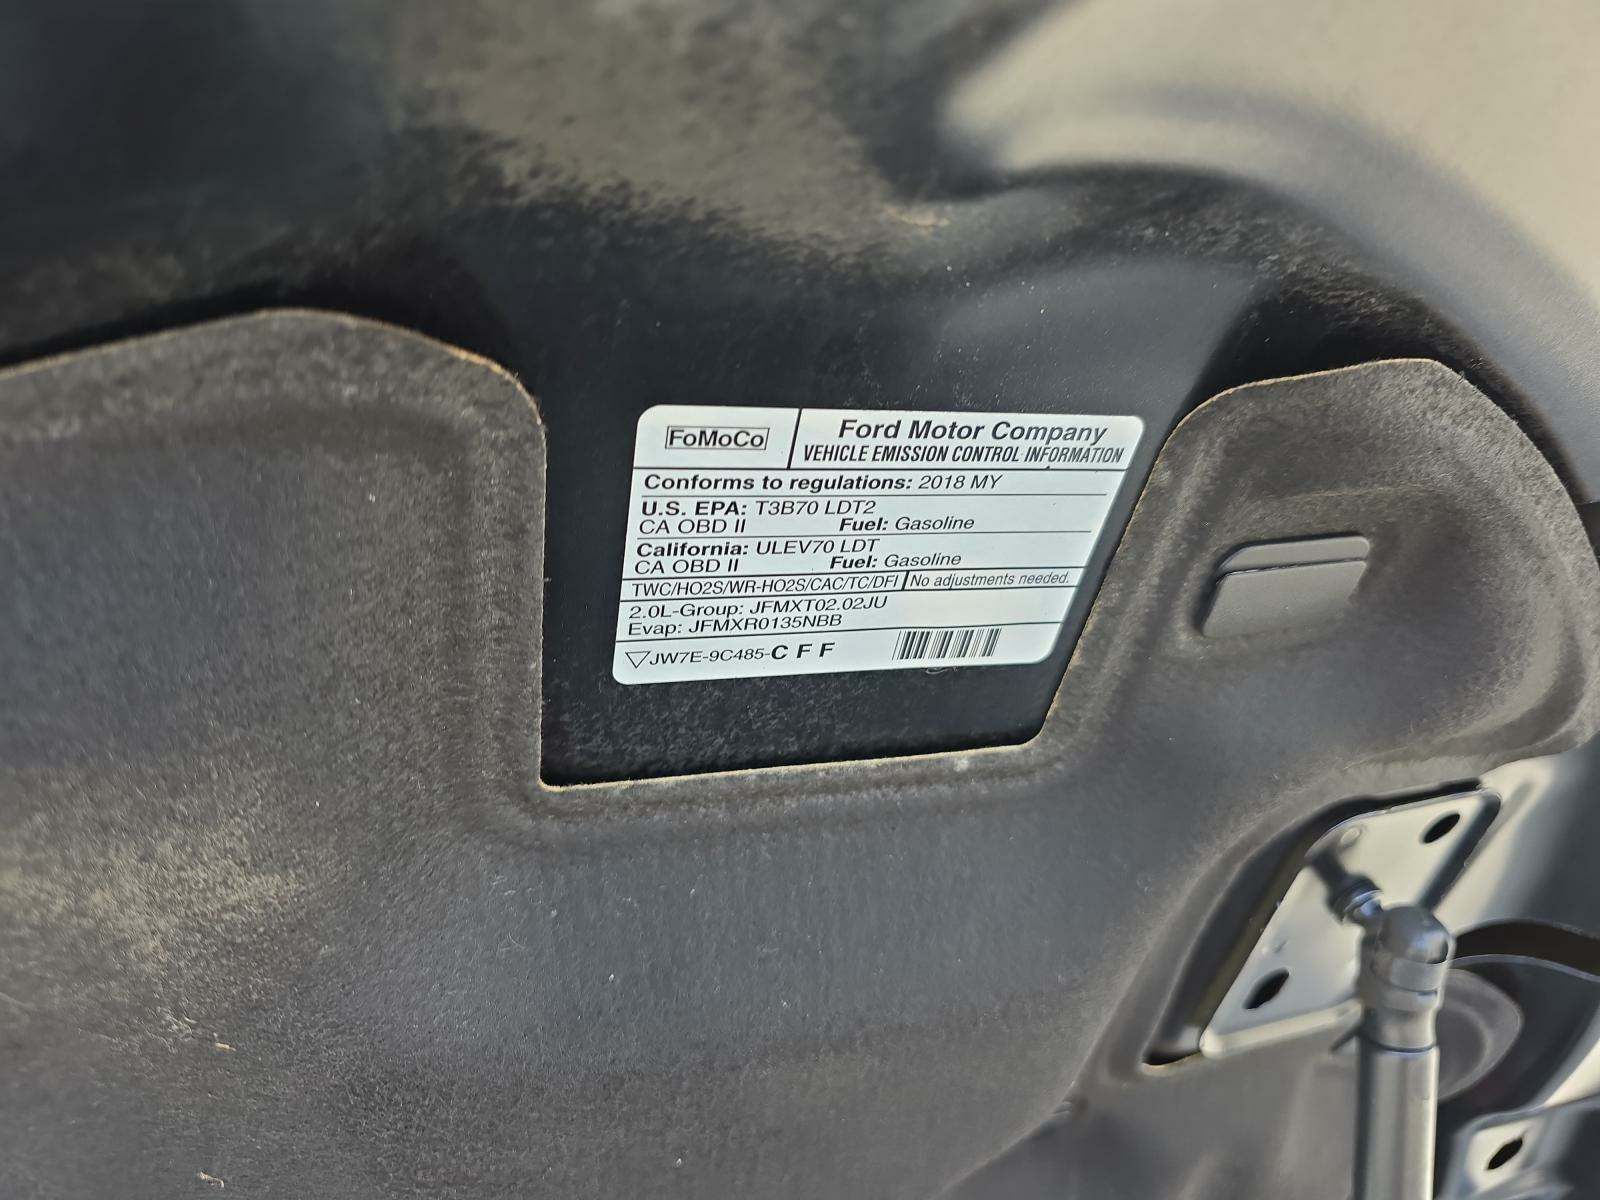 FoMoCo
Ford Motor Company
VEHICLE EMISSION CONTROL INFORMATION
Conforms to regulations: 2018 MY
U.S. EPA: T3B70 LDT2
CA OBD II Fuel: Gasoline
California: ULEV70 LDT
CA OBD II Fuel: Gasoline
TWC/HO2S/WR-HO2S/CAC/TC/DFI No adjustments needed.
2.0L-Group: JFMXT02.02JU
Evap: JFMXR0135NBB
JW7E-9C485-C F F